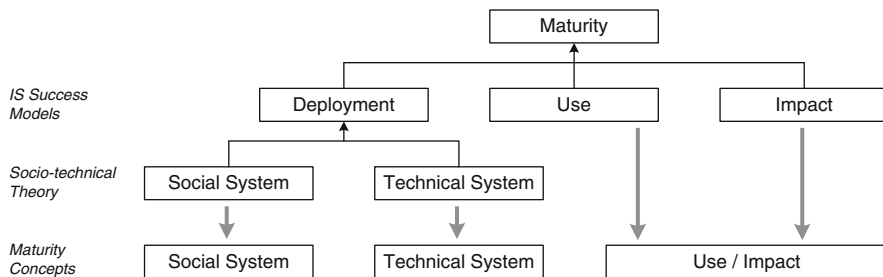 Maturity
IS Success
Models
Deployment
Use
Impact
Socio-technical
Theory
Social System
Technical System
Maturity
Concepts
Social System
Technical System
Use / Impact